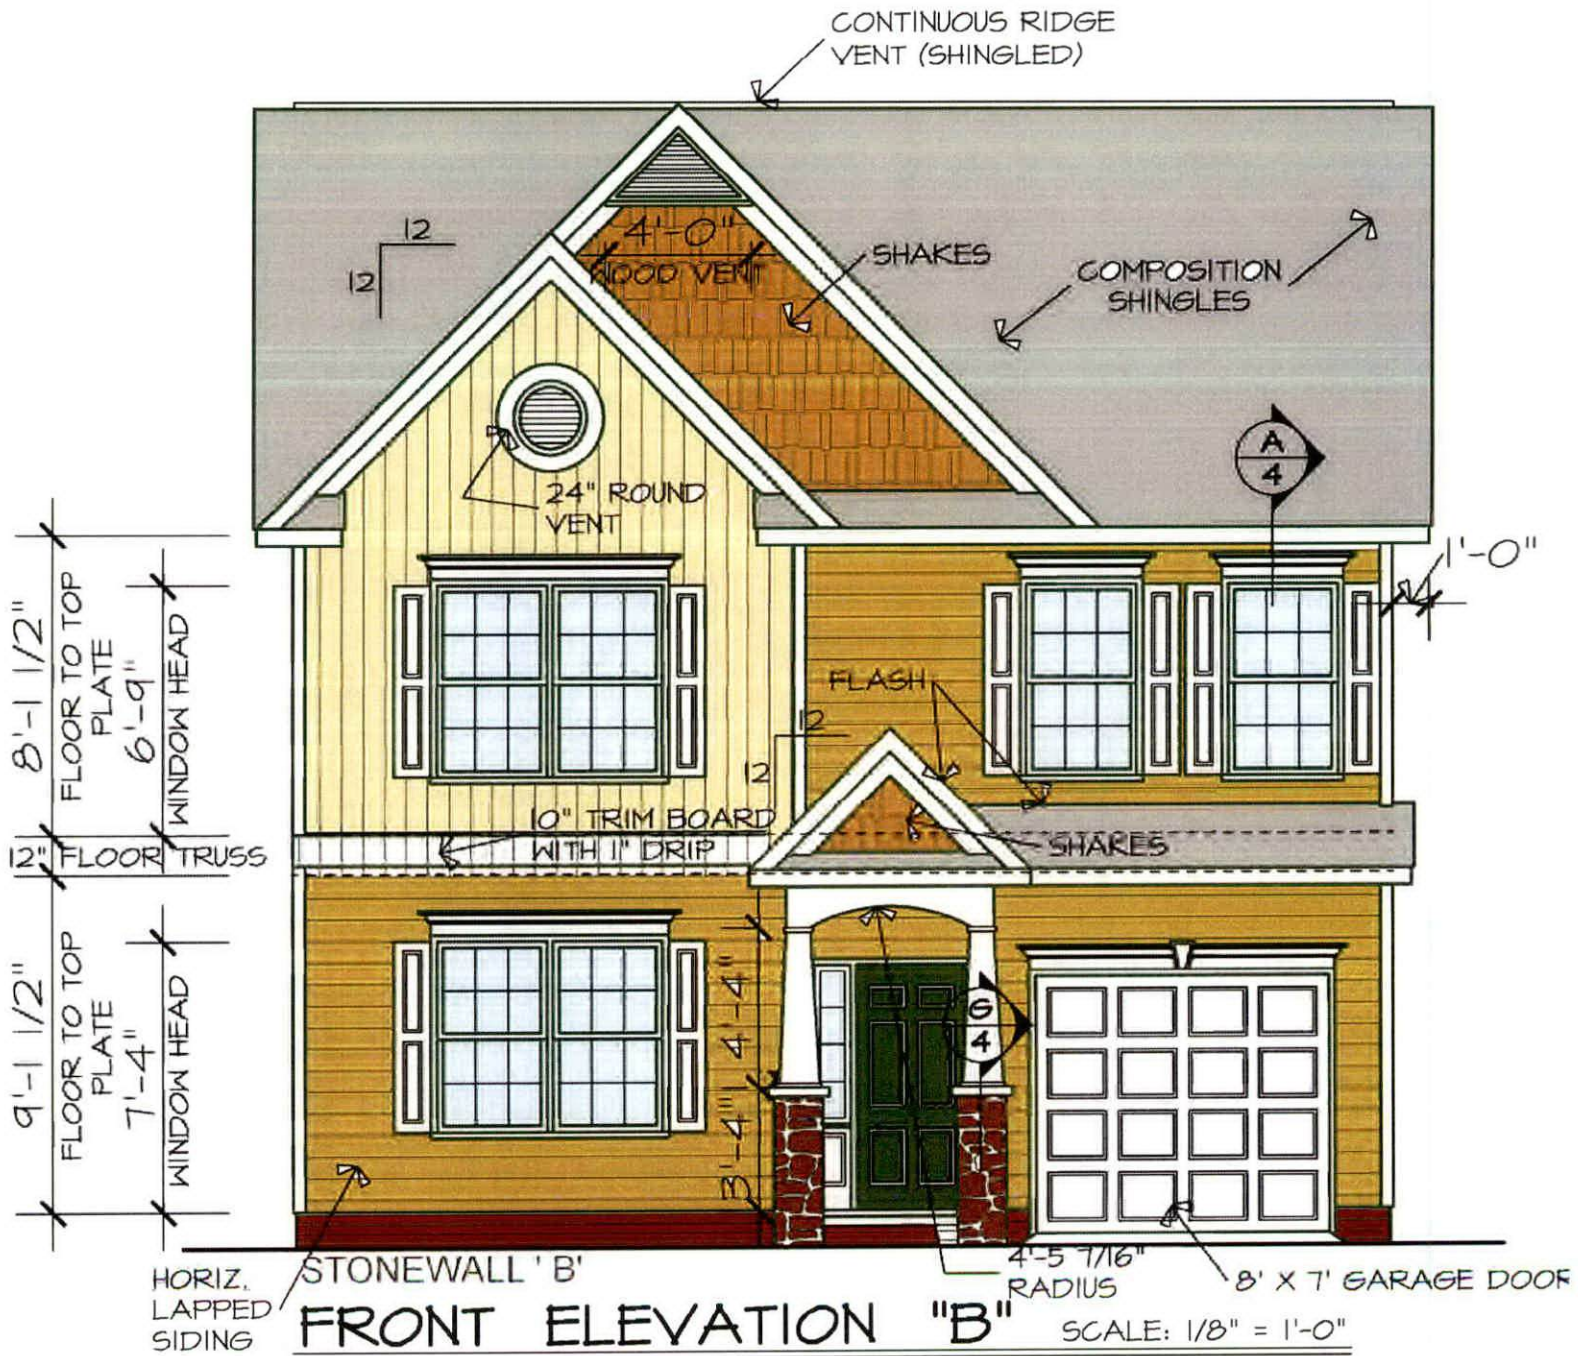 CONTINUOUS RIDGE
VENT (SHINGLED)
12
12
4'-0"
WOOD VENT
SHAKES
COMPOSITION
SHINGLES
A
4
24" ROUND
VENT
1'-0"
8'-1 1/2"
FLOOR TO TOP
PLATE
6'-9"
WINDOW HEAD
FLASH
12
12
10" TRIM BOARD
WITH 1" DRIP
SHAKES
12" FLOOR TRUSS
9'-1 1/2"
FLOOR TO TOP
PLATE
7'-4"
WINDOW HEAD
4'-4"
3'-4"
G
4
HORIZ.
LAPPED
SIDING
STONEWALL 'B'
4'-5 7/16"
RADIUS
8' X 7' GARAGE DOOR
FRONT ELEVATION "B"
SCALE: 1/8" = 1'-0"